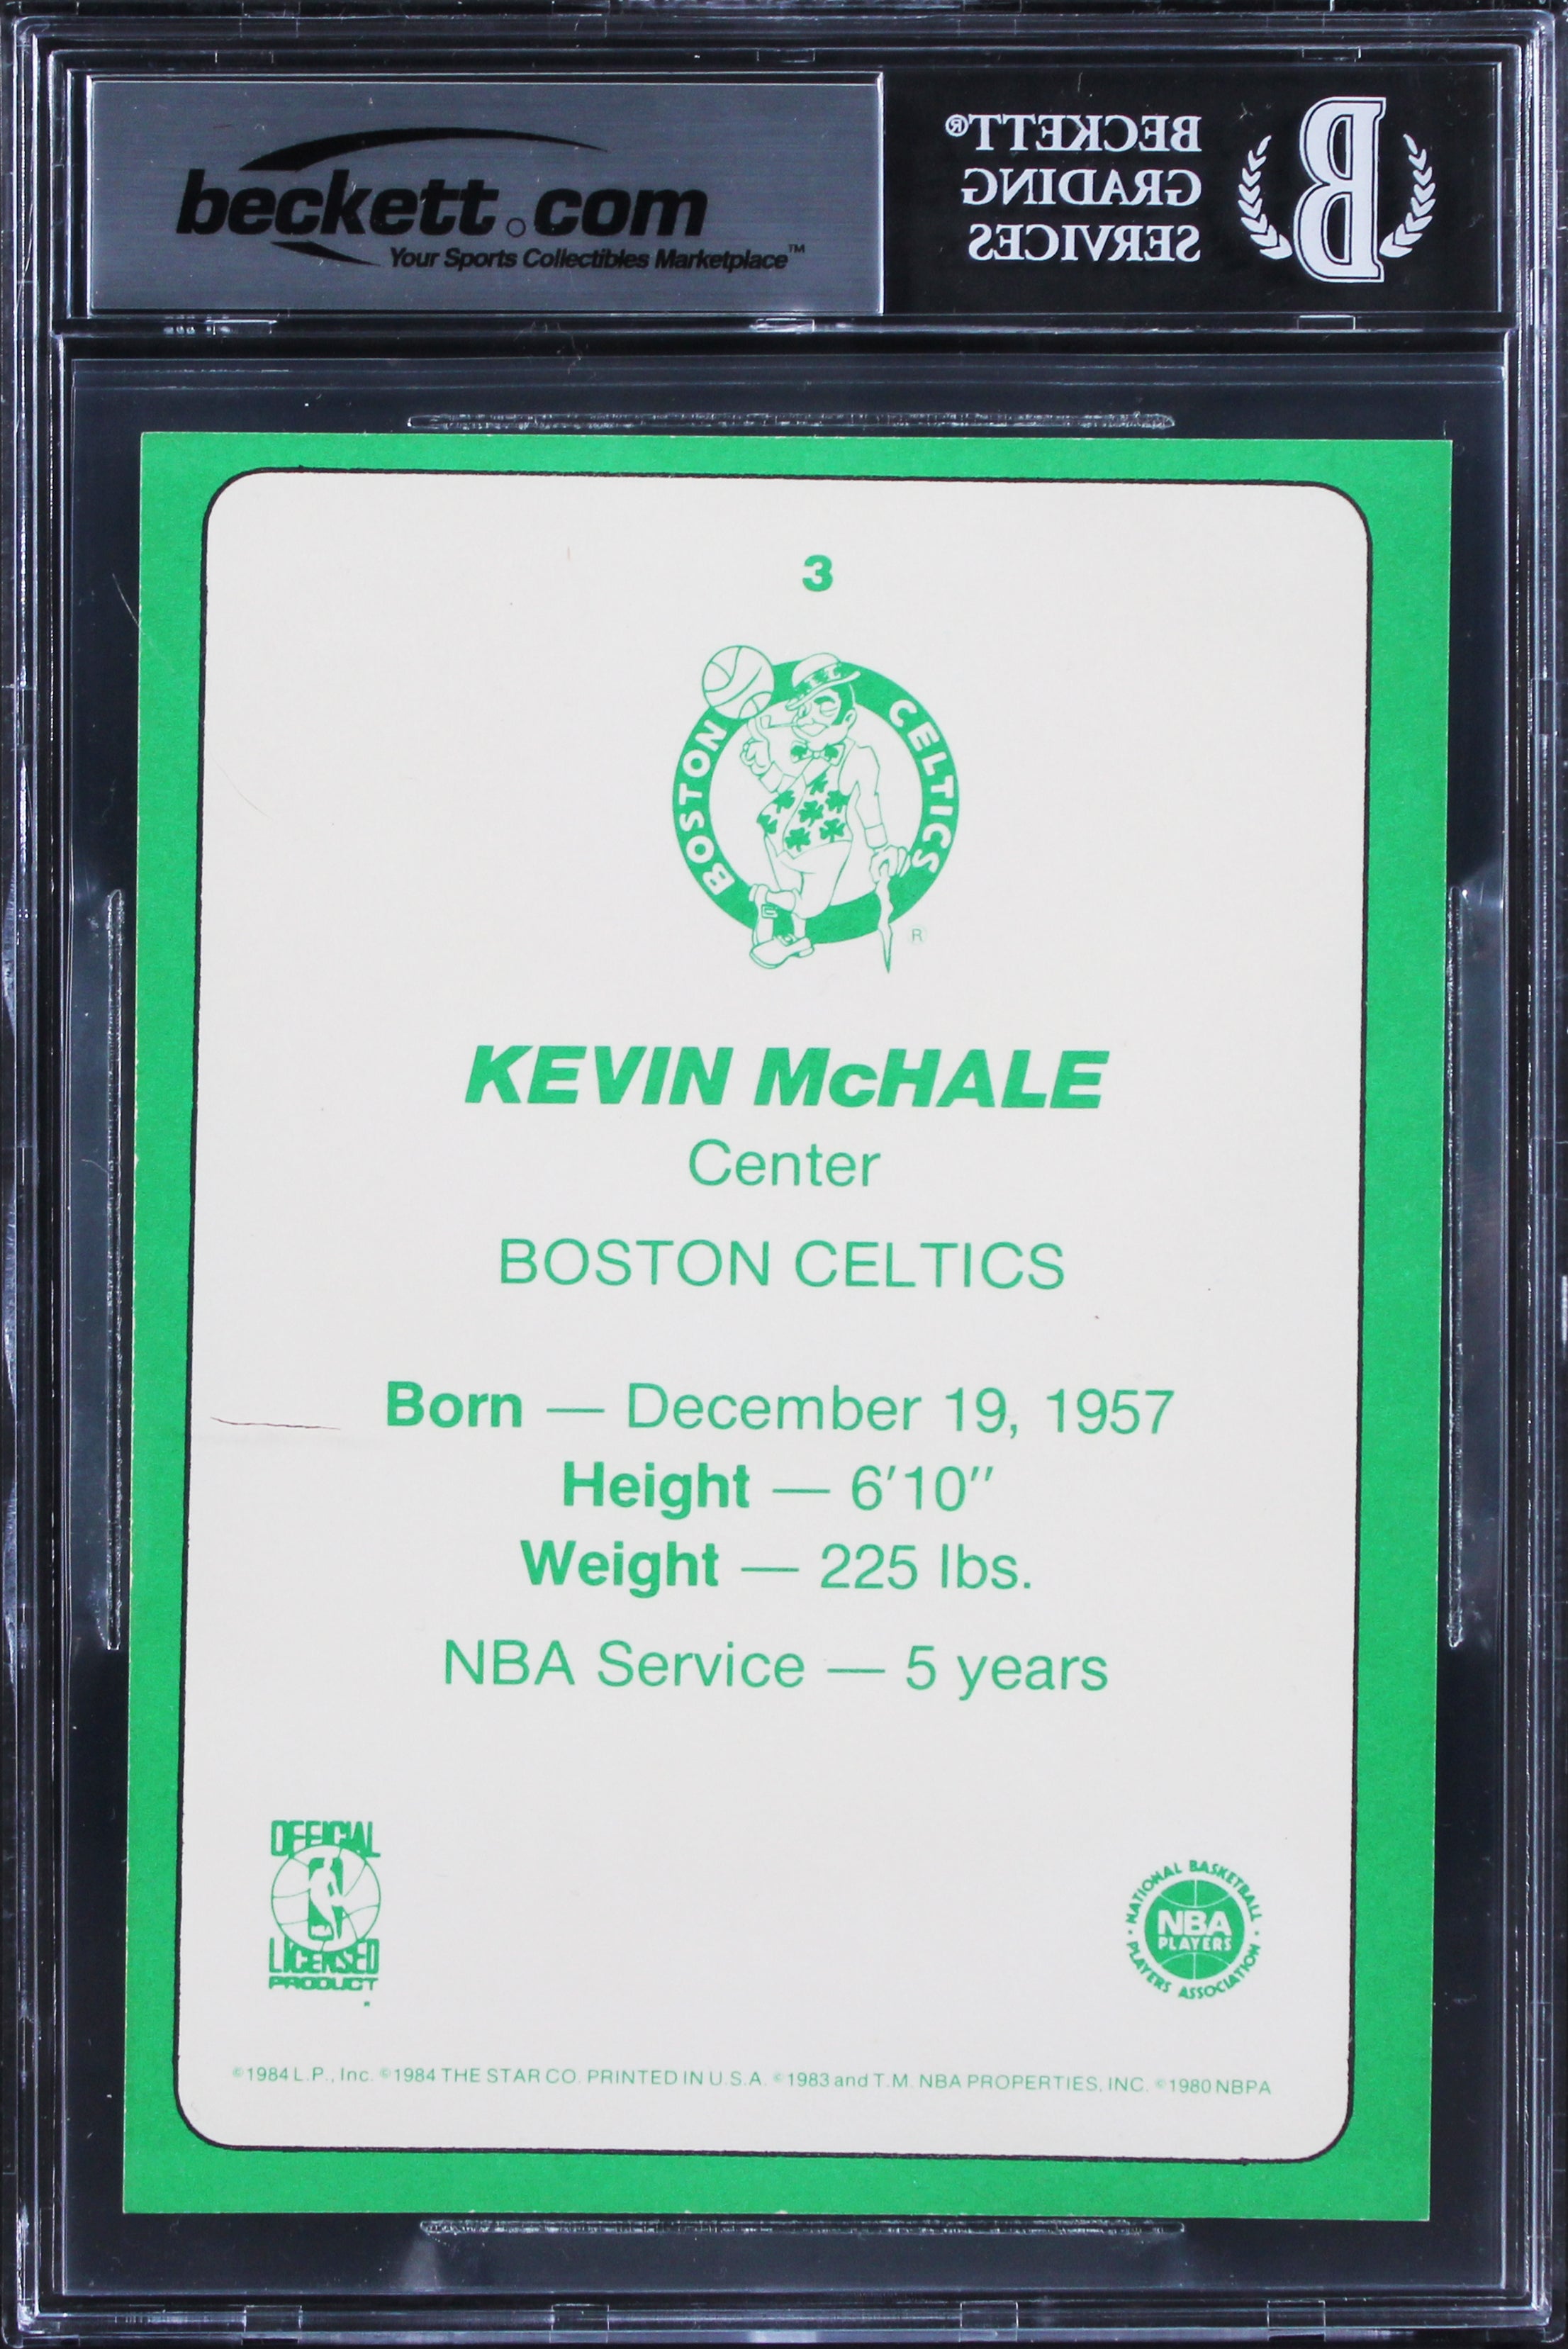 beckett.com
Your Sports Collectibles Marketplace™
BECKETT®
GRADING
SERVICES
B
3
BOSTON CELTICS
®
KEVIN McHALE
Center
BOSTON CELTICS
Born — December 19, 1957
Height — 6'10"
Weight — 225 lbs.
NBA Service — 5 years
OFFICIAL
LICENSED
PRODUCT
NATIONAL BASKETBALL
NBA
PLAYERS
PLAYERS ASSOCIATION
©1984 L.P., Inc. ©1984 THE STAR CO. PRINTED IN U.S.A. ©1983 and T.M. NBA PROPERTIES, INC. ©1980 NBPA